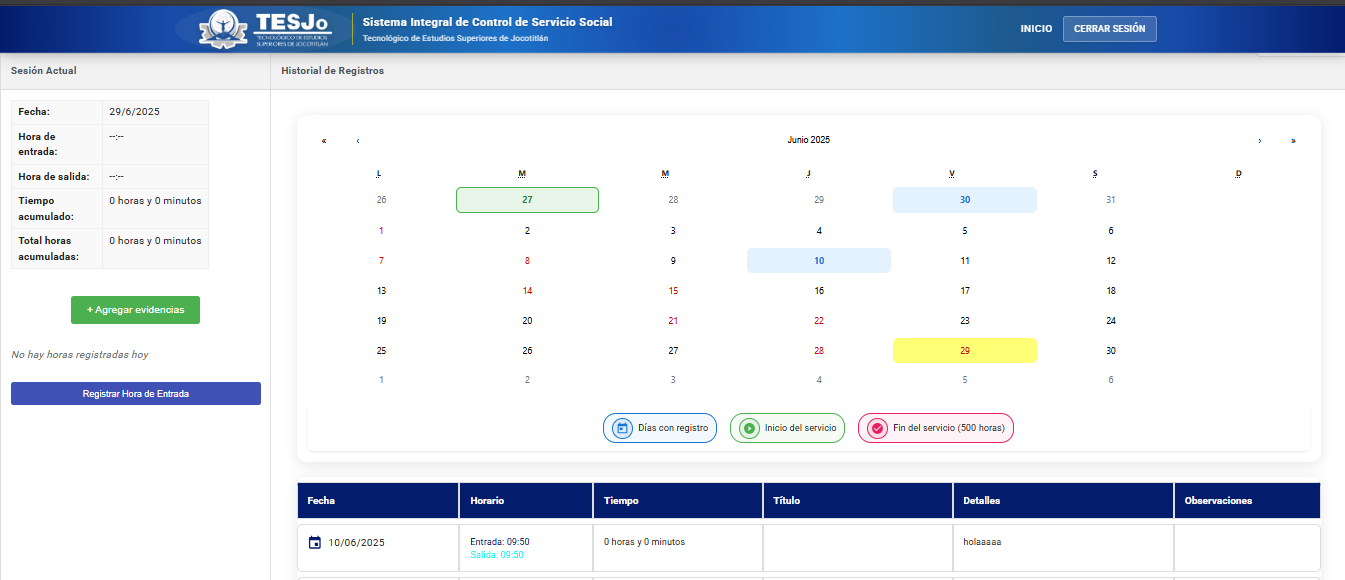 TESJo
TECNOLÓGICO DE ESTUDIOS
SUPERIORES DE JOCOTITLÁN
Sistema Integral de Control de Servicio Social
Tecnológico de Estudios Superiores de Jocotitlán
INICIO
CERRAR SESIÓN
Sesión Actual
Fecha: 29/6/2025
Hora de
entrada: --:--
Hora de salida: --:--
Tiempo
acumulado: 0 horas y 0 minutos
Total horas
acumuladas: 0 horas y 0 minutos
+ Agregar evidencias
No hay horas registradas hoy
Registrar Hora de Entrada
Historial de Registros
« ‹ Junio 2025 › »
L M M J V S D
26 27 28 29 30 31
1 2 3 4 5 6
7 8 9 10 11 12
13 14 15 16 17 18
19 20 21 22 23 24
25 26 27 28 29 30
1 2 3 4 5 6
Días con registro
Inicio del servicio
Fin del servicio (500 horas)
Fecha Horario Tiempo Título Detalles Observaciones
10/06/2025 Entrada: 09:50 0 horas y 0 minutos holaaaaa
Salida: 09:50